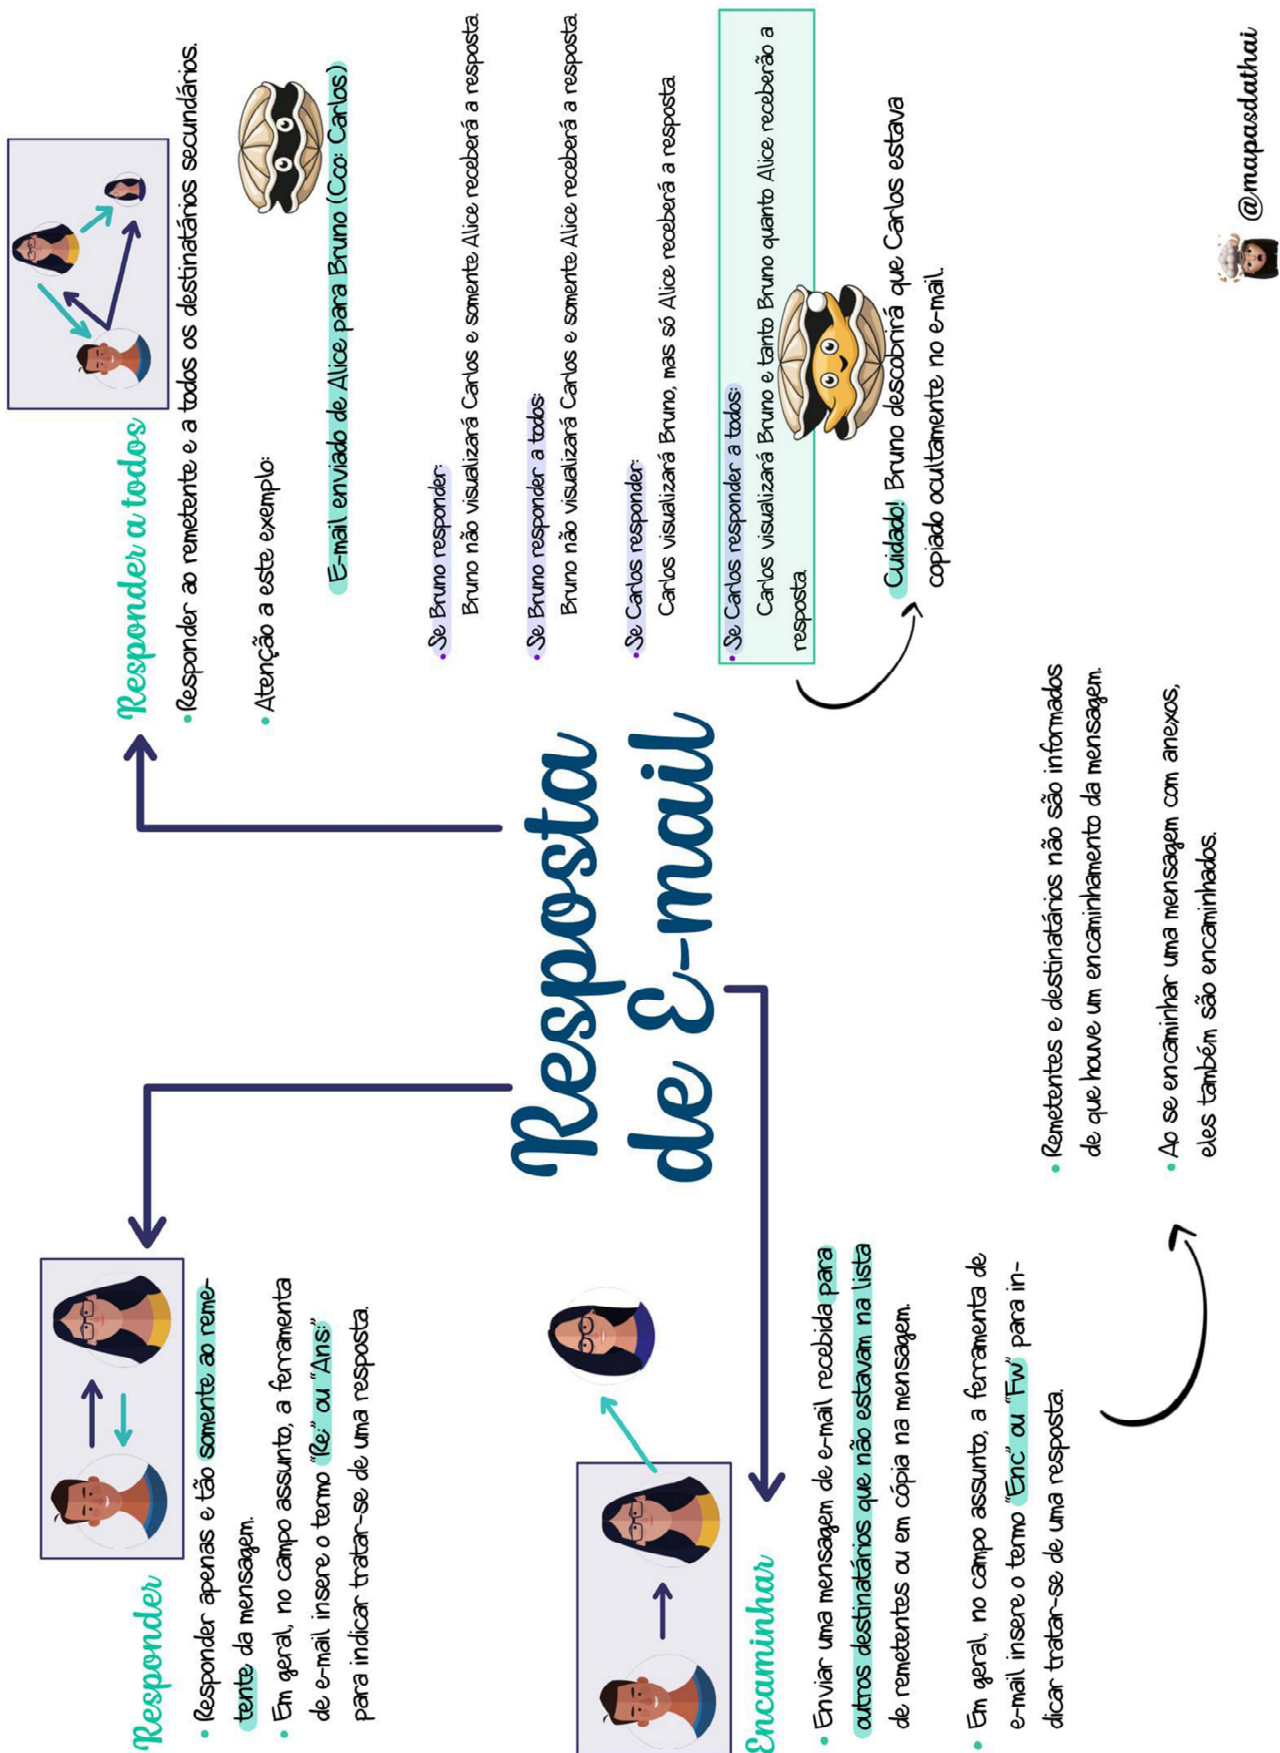 Resposta
de E-mail
Responder
• Responder apenas e tão somente ao reme-
tente da mensagem.
• Em geral, no campo assunto, a ferramenta
de e-mail insere o termo "Re:" ou "Ans:"
para indicar tratar-se de uma resposta.
Responder a todos
• Responder ao remetente e a todos os destinatários secundários.
• Atenção a este exemplo:
E-mail enviado de Alice para Bruno (Cco: Carlos)
• Se Bruno responder:
Bruno não visualizará Carlos e somente Alice receberá a resposta.
• Se Bruno responder a todos:
Bruno não visualizará Carlos e somente Alice receberá a resposta.
• Se Carlos responder:
Carlos visualizará Bruno, mas só Alice receberá a resposta.
• Se Carlos responder a todos:
Carlos visualizará Bruno e tanto Bruno quanto Alice receberão a
resposta.
Cuidado! Bruno descobrirá que Carlos estava
copiado ocultamente no e-mail.
Encaminhar
• Enviar uma mensagem de e-mail recebida para
outros destinatários que não estavam na lista
de remetentes ou em cópia na mensagem.
• Em geral, no campo assunto, a ferramenta de
e-mail insere o termo "Enc" ou "Fw" para in-
dicar tratar-se de uma resposta.
• Remetentes e destinatários não são informados
de que houve um encaminhamento da mensagem.
• Ao se encaminhar uma mensagem com anexos,
eles também são encaminhados.
@mapasdathai